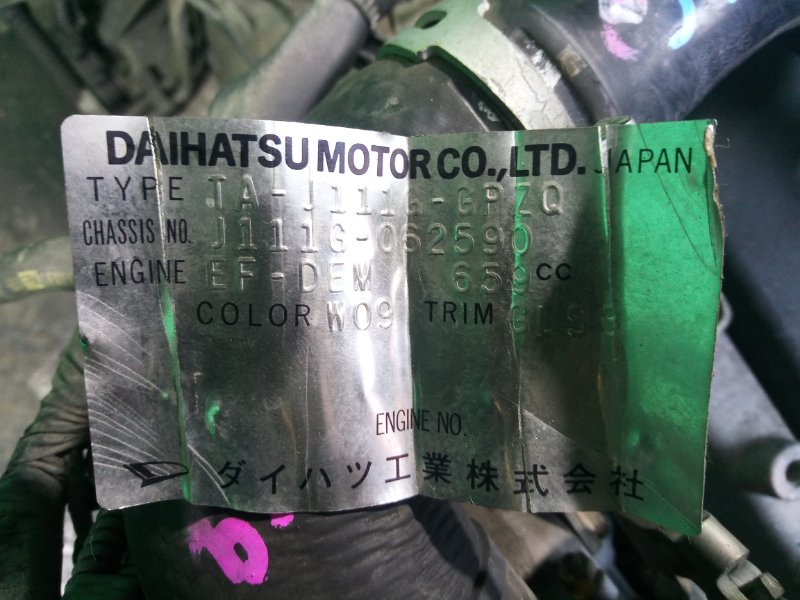 DAIHATSU MOTOR CO.,LTD. JAPAN
TYPE TA-J111G-GPZQ
CHASSIS NO. J111G-062590
ENGINE EF-DEM 659CC
COLOR W09 TRIM GLS9
ENGINE NO.
ダイハツ工業株式会社